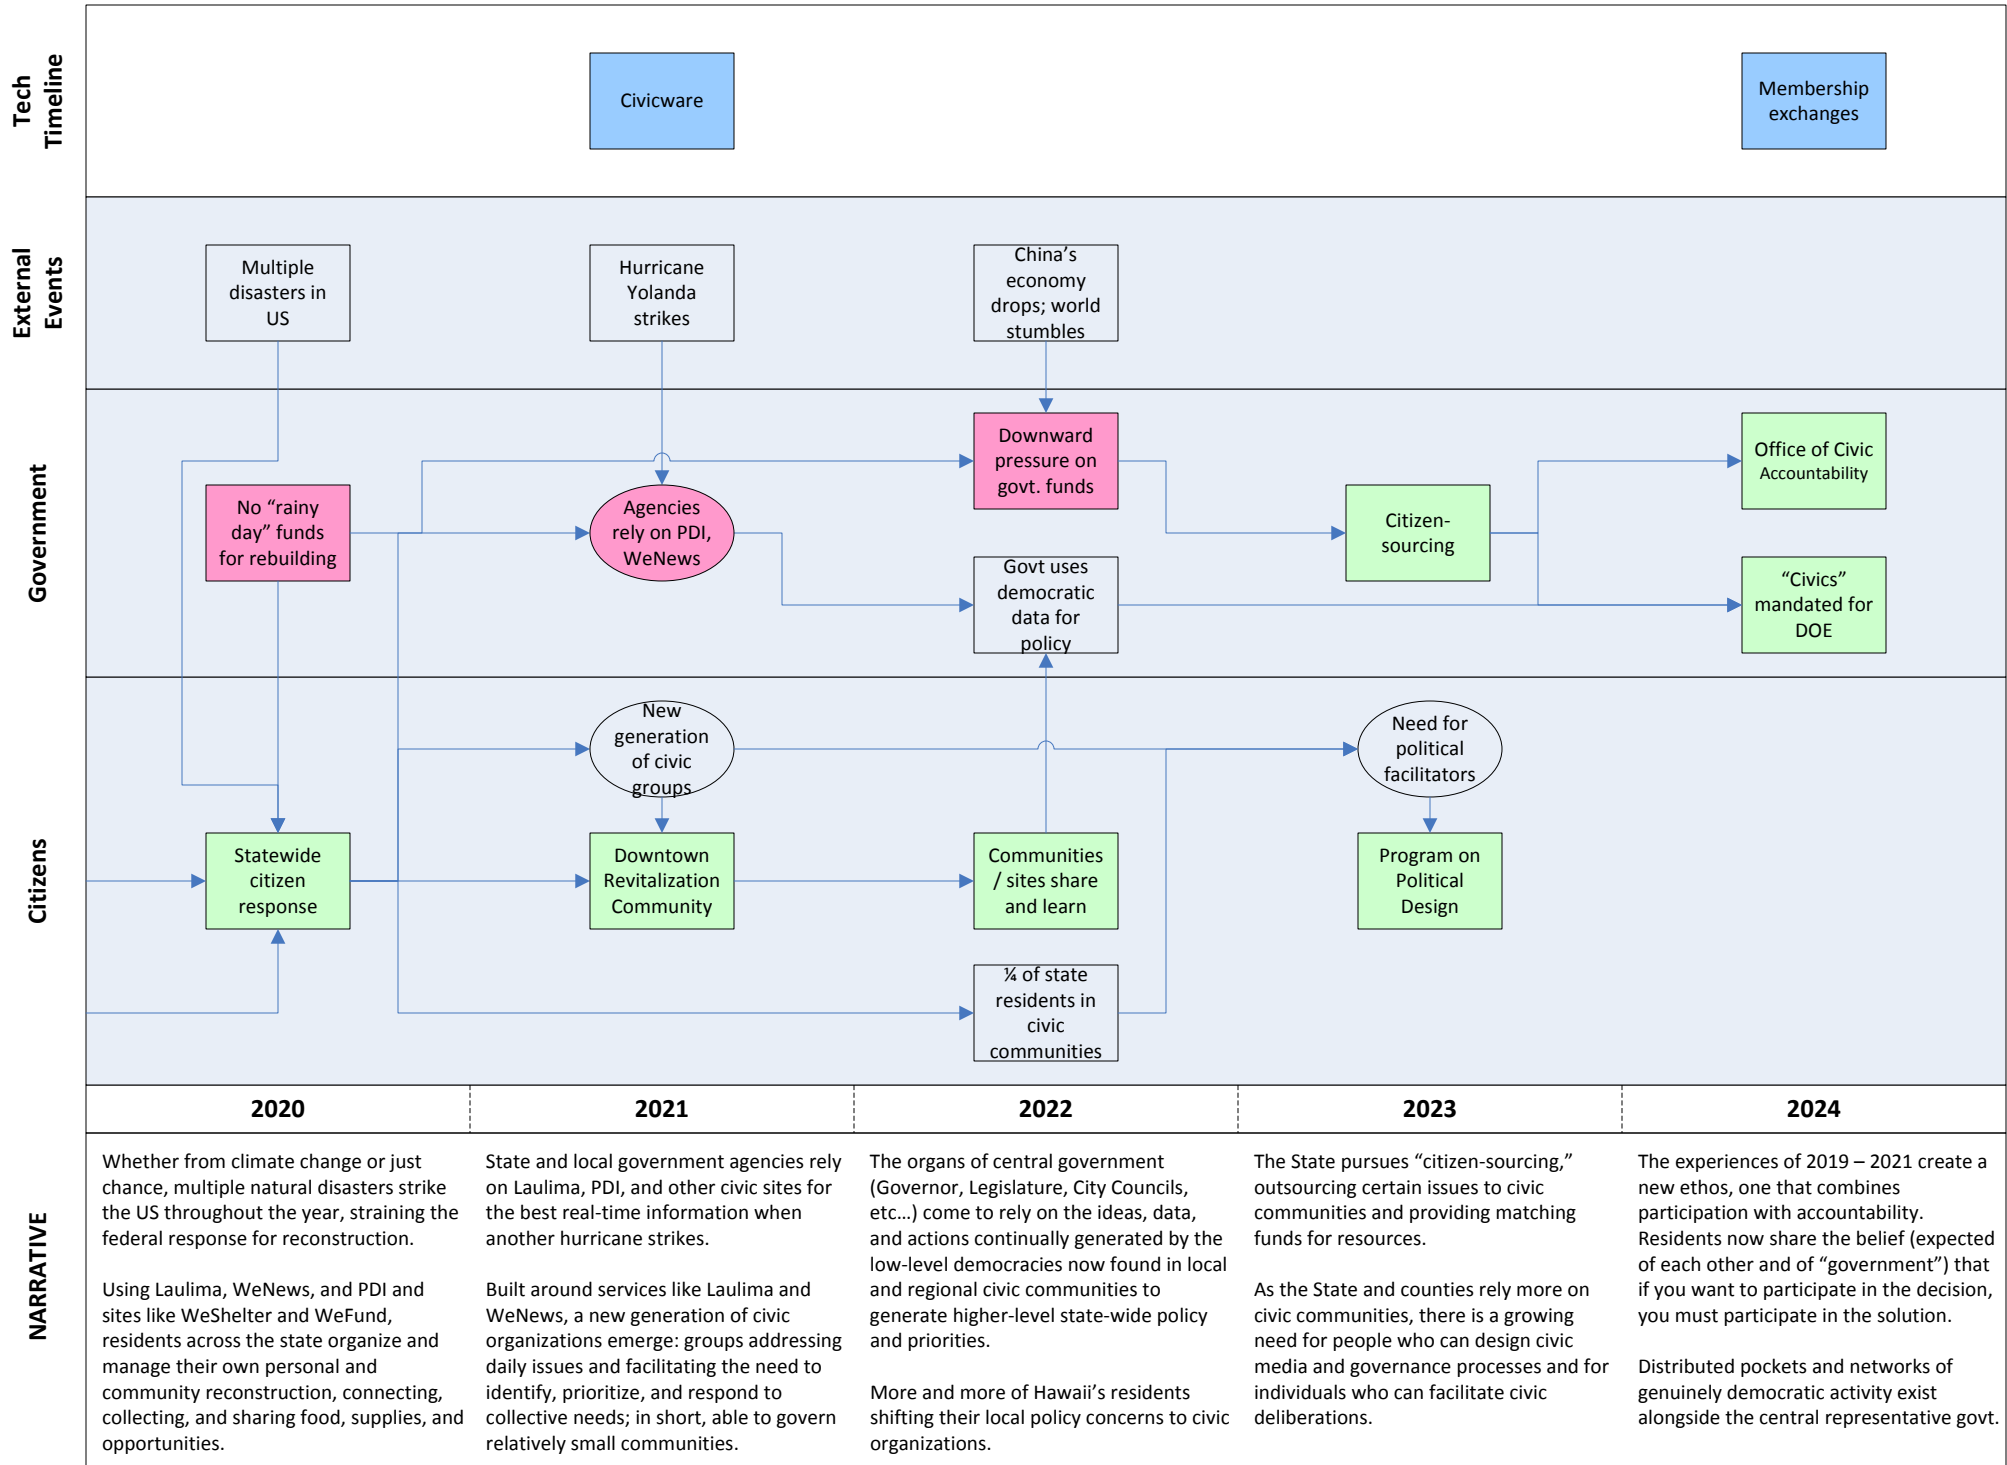 Tech
Timeline
Civicware
Membership
exchanges
External
Events
Multiple
disasters in
US
Hurricane
Yolanda
strikes
China’s
economy
drops; world
stumbles
Government
No “rainy
day” funds
for rebuilding
Agencies
rely on PDI,
WeNews
Downward
pressure on
govt. funds
Govt uses
democratic
data for
policy
Citizen-
sourcing
Office of Civic
Accountability
“Civics”
mandated for
DOE
Citizens
Statewide
citizen
response
New
generation
of civic
groups
Downtown
Revitalization
Community
Communities
/ sites share
and learn
¼ of state
residents in
civic
communities
Need for
political
facilitators
Program on
Political
Design
2020
2021
2022
2023
2024
NARRATIVE
Whether from climate change or just
chance, multiple natural disasters strike
the US throughout the year, straining the
federal response for reconstruction.
Using Laulima, WeNews, and PDI and
sites like WeShelter and WeFund,
residents across the state organize and
manage their own personal and
community reconstruction, connecting,
collecting, and sharing food, supplies, and
opportunities.
State and local government agencies rely
on Laulima, PDI, and other civic sites for
the best real-time information when
another hurricane strikes.
Built around services like Laulima and
WeNews, a new generation of civic
organizations emerge: groups addressing
daily issues and facilitating the need to
identify, prioritize, and respond to
collective needs; in short, able to govern
relatively small communities.
The organs of central government
(Governor, Legislature, City Councils,
etc…) come to rely on the ideas, data,
and actions continually generated by the
low-level democracies now found in local
and regional civic communities to
generate higher-level state-wide policy
and priorities.
More and more of Hawaii’s residents
shifting their local policy concerns to civic
organizations.
The State pursues “citizen-sourcing,”
outsourcing certain issues to civic
communities and providing matching
funds for resources.
As the State and counties rely more on
civic communities, there is a growing
need for people who can design civic
media and governance processes and for
individuals who can facilitate civic
deliberations.
The experiences of 2019 – 2021 create a
new ethos, one that combines
participation with accountability.
Residents now share the belief (expected
of each other and of “government”) that
if you want to participate in the decision,
you must participate in the solution.
Distributed pockets and networks of
genuinely democratic activity exist
alongside the central representative govt.